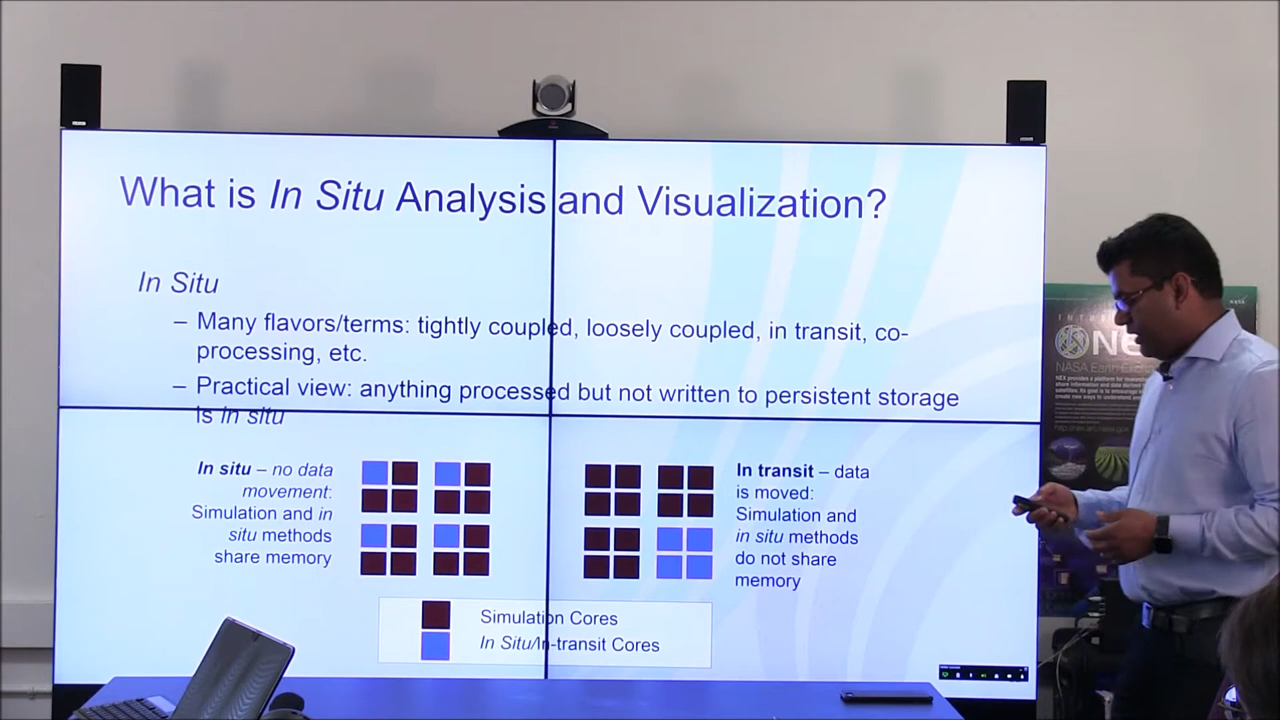 What is In Situ Analysis and Visualization?
In Situ
– Many flavors/terms: tightly coupled, loosely coupled, in transit, co-
processing, etc.
– Practical view: anything processed but not written to persistent storage
is in situ
In situ – no data
movement:
Simulation and in
situ methods
share memory
In transit – data
is moved:
Simulation and
in situ methods
do not share
memory
Simulation Cores
In Situ/In-transit Cores
NASA Earth